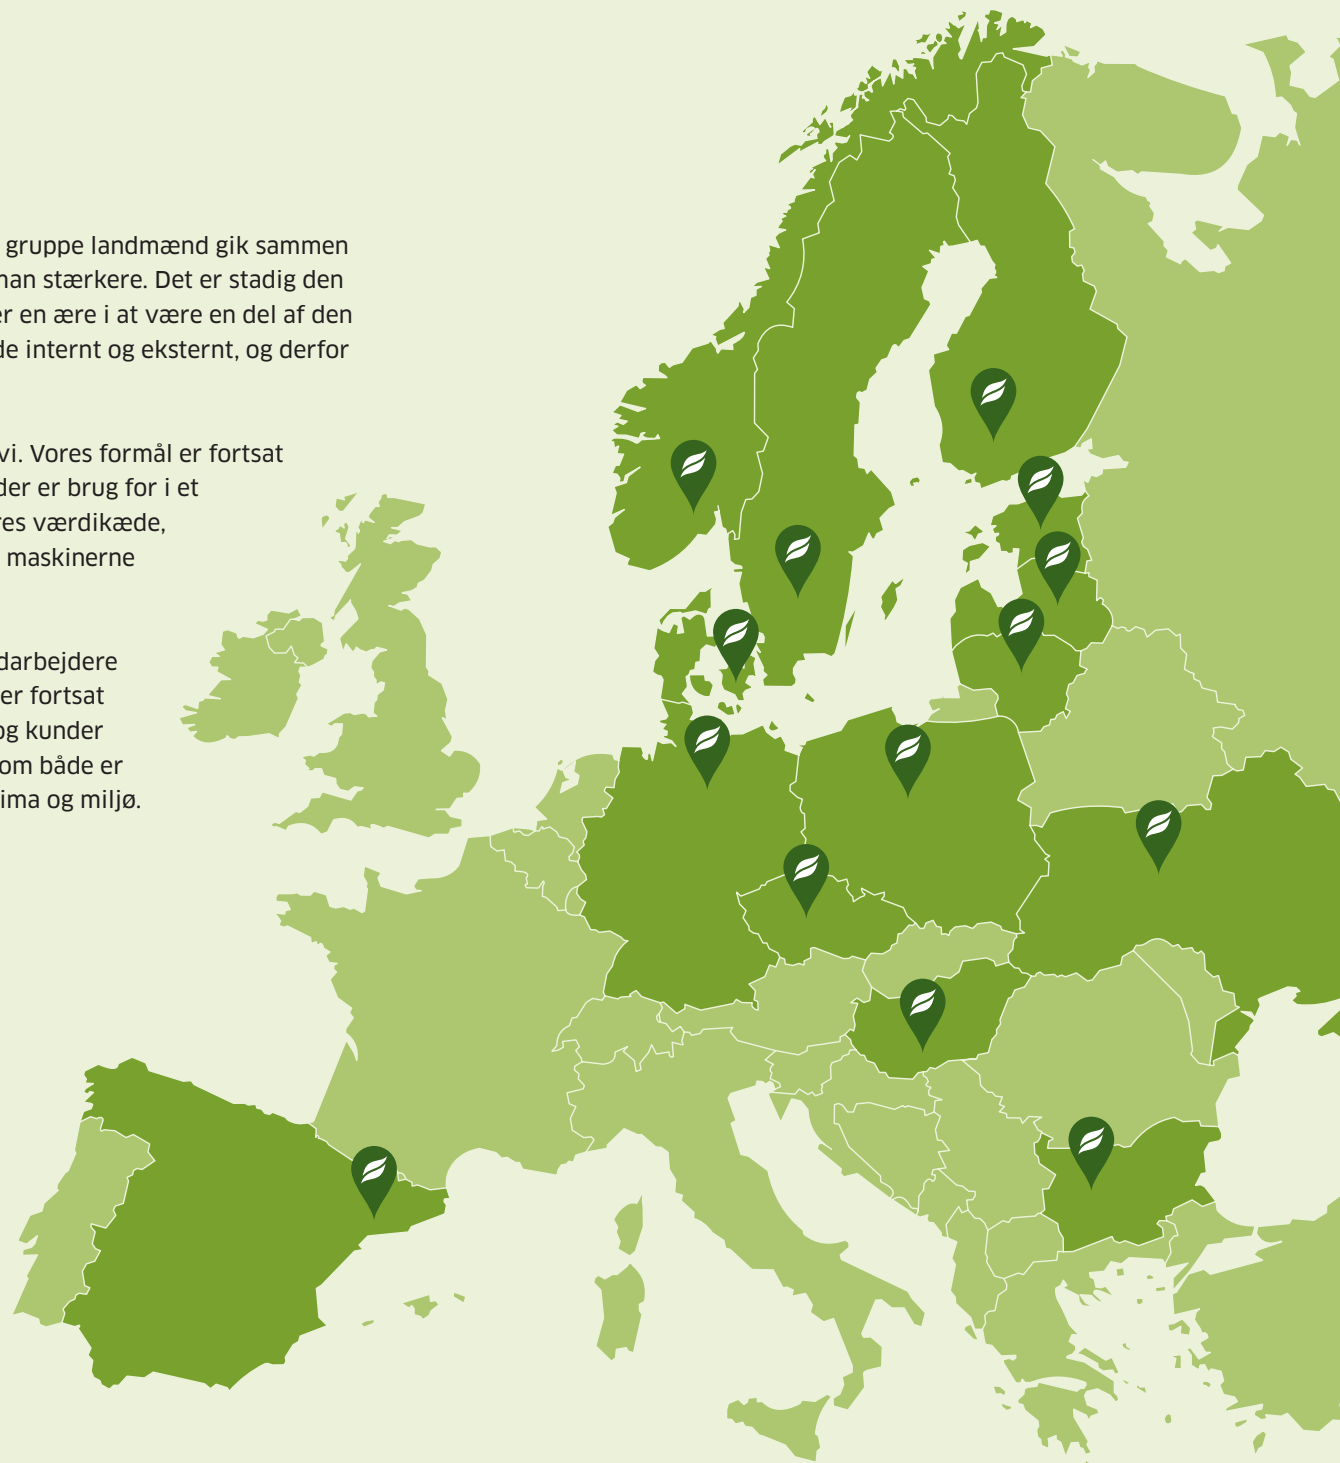 gruppe landmænd gik sammen
man stærkere. Det er stadig den
er en ære i at være en del af den
de internt og eksternt, og derfor
vi. Vores formål er fortsat
der er brug for i et
res værdikæde,
maskinerne
darbejdere
er fortsat
og kunder
om både er
ima og miljø.